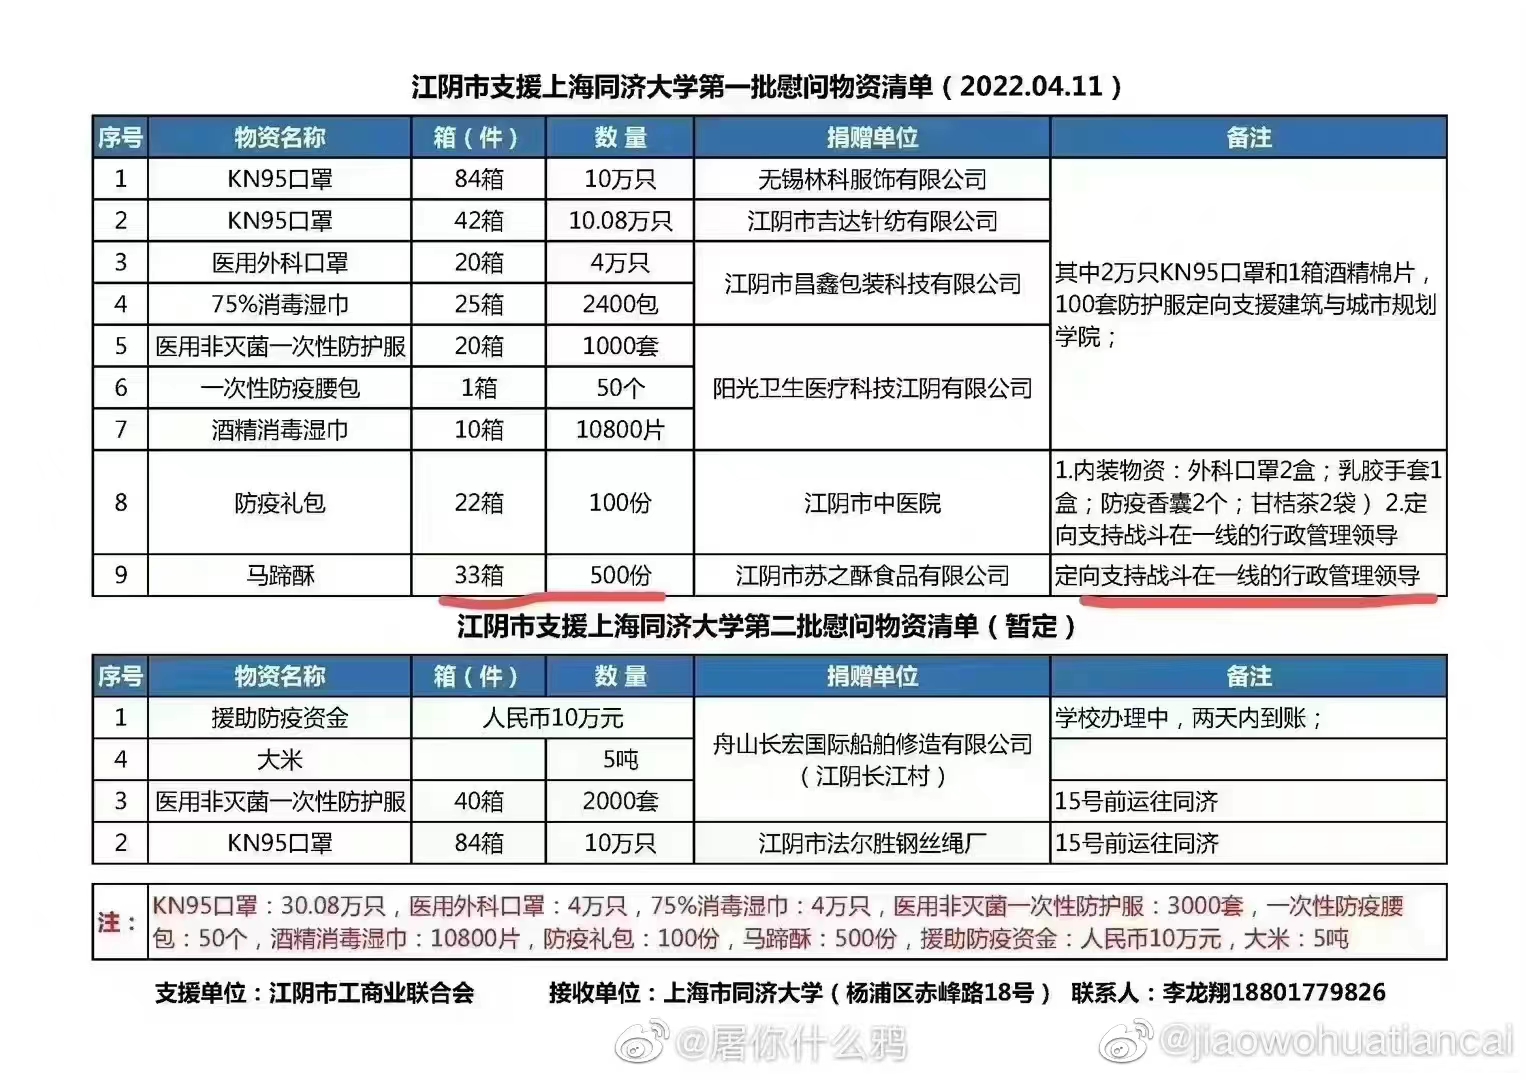 江阴市支援上海同济大学第一批慰问物资清单（2022.04.11）
序号 物资名称 箱（件） 数 量 捐赠单位 备注
1 KN95口罩 84箱 10万只 无锡林科服饰有限公司
2 KN95口罩 42箱 10.08万只 江阴市吉达针纺有限公司
3 医用外科口罩 20箱 4万只
江阴市昌鑫包装科技有限公司
4 75%消毒湿巾 25箱 2400包
其中2万只KN95口罩和1箱酒精棉片，
100套防护服定向支援建筑与城市规划
学院；
5 医用非灭菌一次性防护服 20箱 1000套
6 一次性防疫腰包 1箱 50个 阳光卫生医疗科技江阴有限公司
7 酒精消毒湿巾 10箱 10800片
8 防疫礼包 22箱 100份 江阴市中医院
1.内装物资：外科口罩2盒；乳胶手套1
盒；防疫香囊2个；甘桔茶2袋）2.定
向支持战斗在一线的行政管理领导
9 马蹄酥 33箱 500份 江阴市苏之酥食品有限公司 定向支持战斗在一线的行政管理领导
江阴市支援上海同济大学第二批慰问物资清单（暂定）
序号 物资名称 箱（件） 数 量 捐赠单位 备注
1 援助防疫资金 人民币10万元 学校办理中，两天内到账；
舟山长宏国际船舶修造有限公司
（江阴长江村）
4 大米 5吨
3 医用非灭菌一次性防护服 40箱 2000套 15号前运往同济
2 KN95口罩 84箱 10万只 江阴市法尔胜钢丝绳厂 15号前运往同济
注：
KN95口罩：30.08万只，医用外科口罩：4万只，75%消毒湿巾：4万只，医用非灭菌一次性防护服：3000套，一次性防疫腰
包：50个，酒精消毒湿巾：10800片，防疫礼包：100份，马蹄酥：500份，援助防疫资金：人民币10万元，大米：5吨
支援单位：江阴市工商业联合会 接收单位：上海市同济大学（杨浦区赤峰路18号） 联系人：李龙翔18801779826
@屠你什么鸦
@jiaowohuatiancai